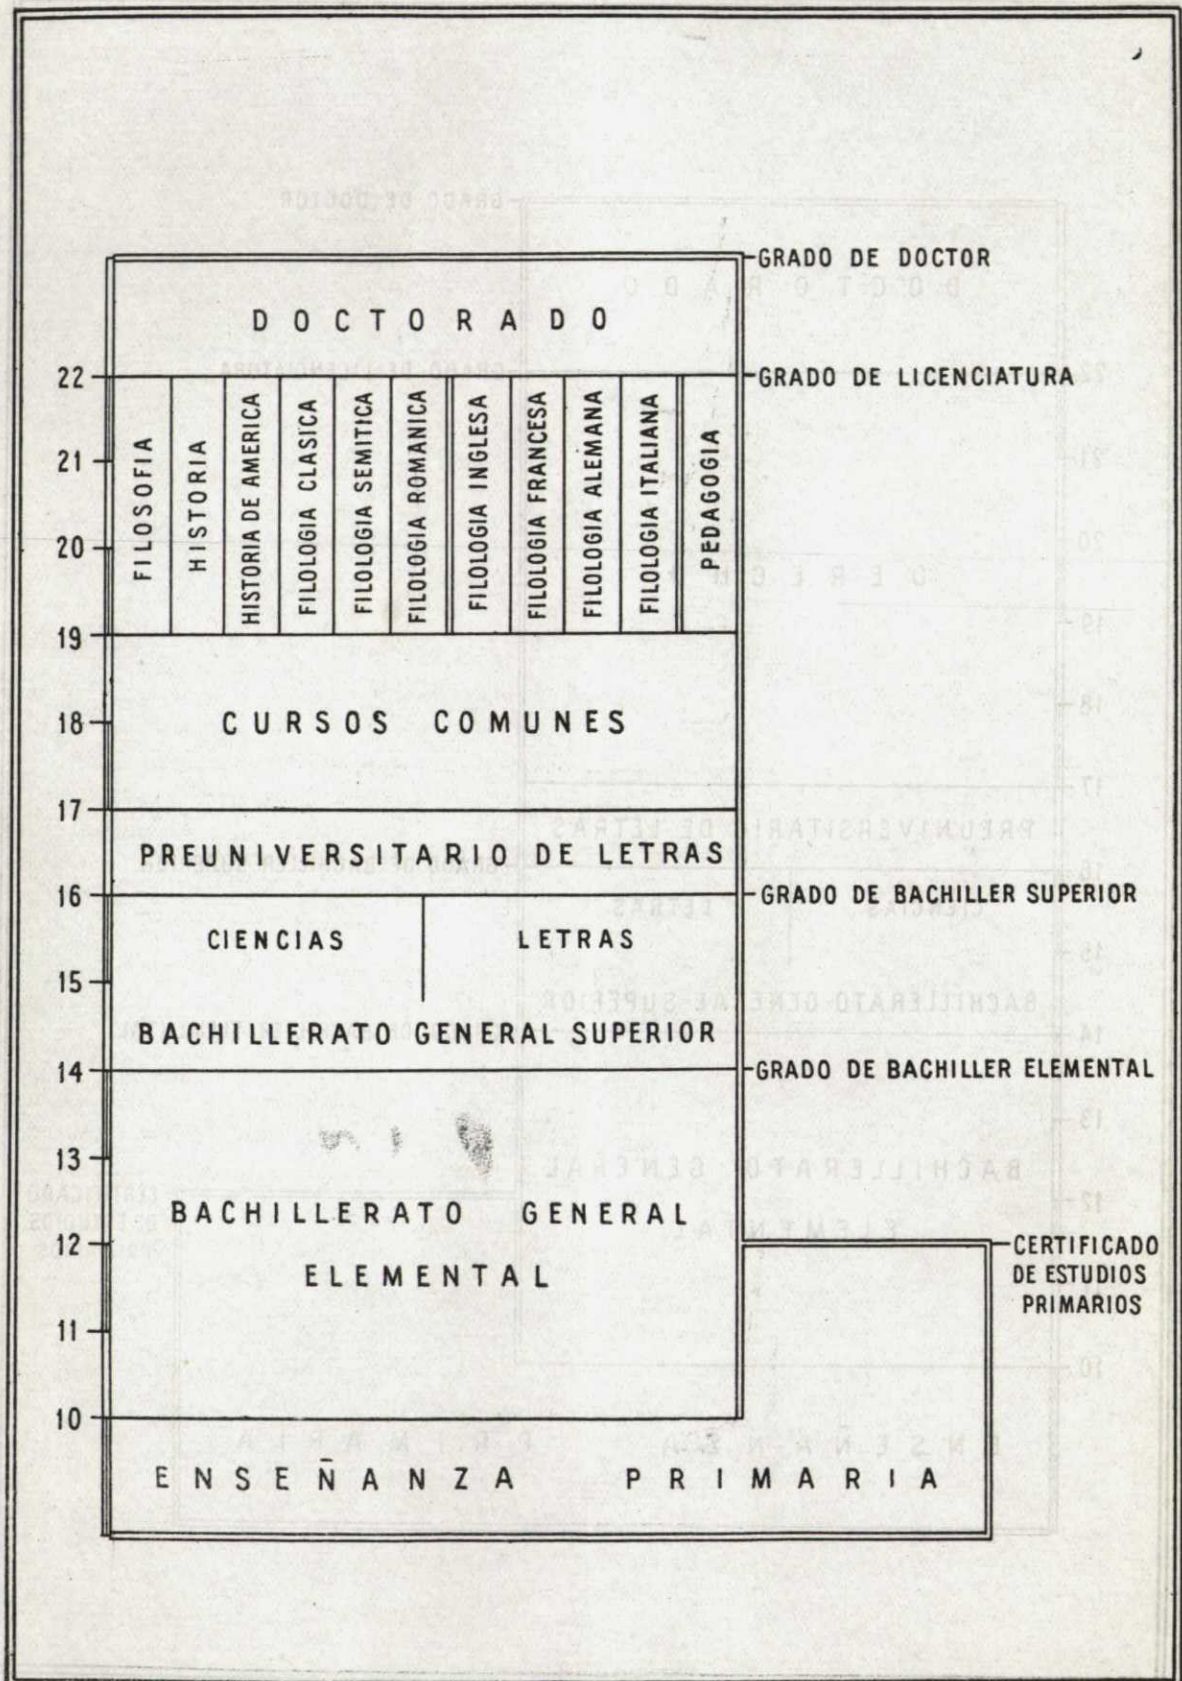 GRADO DE DOCTOR
DOCTORADO
22
GRADO DE LICENCIATURA
FILOSOFIA
HISTORIA
HISTORIA DE AMERICA
FILOLOGIA CLASICA
FILOLOGIA SEMITICA
FILOLOGIA ROMANICA
FILOLOGIA INGLESA
FILOLOGIA FRANCESA
FILOLOGIA ALEMANA
FILOLOGIA ITALIANA
PEDAGOGIA
21
20
19
18
CURSOS COMUNES
17
PREUNIVERSITARIO DE LETRAS
16
GRADO DE BACHILLER SUPERIOR
CIENCIAS
LETRAS
15
BACHILLERATO GENERAL SUPERIOR
14
GRADO DE BACHILLER ELEMENTAL
13
BACHILLERATO GENERAL
ELEMENTAL
12
CERTIFICADO
DE ESTUDIOS
PRIMARIOS
11
10
ENSEÑANZA PRIMARIA